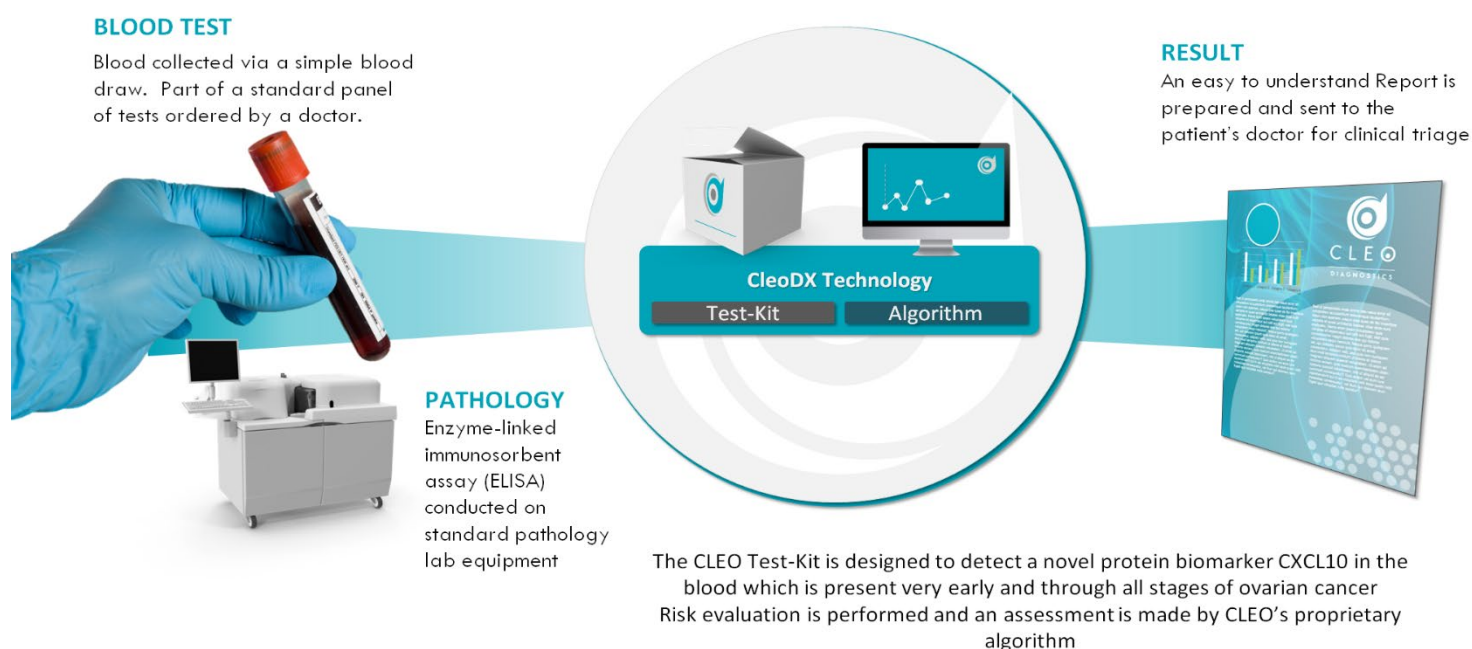 BLOOD TEST
Blood collected via a simple blood
draw.  Part of a standard panel
of tests ordered by a doctor.
PATHOLOGY
Enzyme-linked
immunosorbent
assay (ELISA)
conducted on
standard pathology
lab equipment
CleoDX Technology
Test-Kit
Algorithm
The CLEO Test-Kit is designed to detect a novel protein biomarker CXCL10 in the
blood which is present very early and through all stages of ovarian cancer
Risk evaluation is performed and an assessment is made by CLEO’s proprietary
algorithm
RESULT
An easy to understand Report is
prepared and sent to the
patient’s doctor for clinical triage
CLEO
DIAGNOSTICS